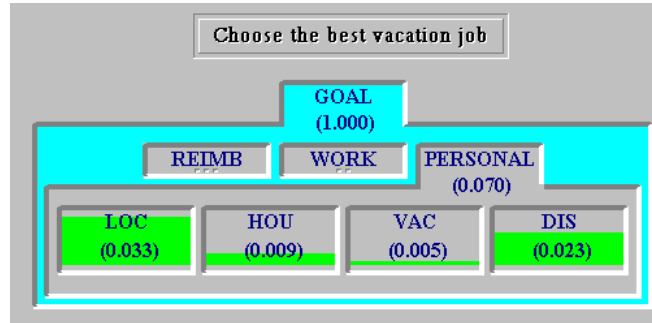 Choose the best vacation job
GOAL
(1.000)
REIMB WORK PERSONAL
(0.070)
LOC HOU VAC DIS
(0.033) (0.009) (0.005) (0.023)